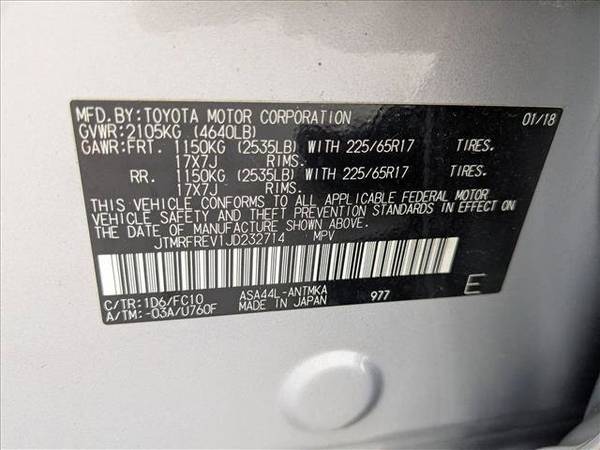 MFD.BY:TOYOTA MOTOR CORPORATION 01/18
GVWR:2105KG (4640LB)
GAWR:FRT. 1150KG (2535LB) WITH 225/65R17 TIRES.
17X7J RIMS.
RR. 1150KG (2535LB) WITH 225/65R17 TIRES.
17X7J RIMS.
THIS VEHICLE CONFORMS TO ALL APPLICABLE FEDERAL MOTOR
VEHICLE SAFETY AND THEFT PREVENTION STANDARDS IN EFFECT
ON THE DATE OF MANUFACTURE SHOWN ABOVE.
JTMRFREV1JD232714 MPV
C/TR:1D6/FC10 ASA44L-ANTMKA 977 E
A/TM:-03A/U760F MADE IN JAPAN